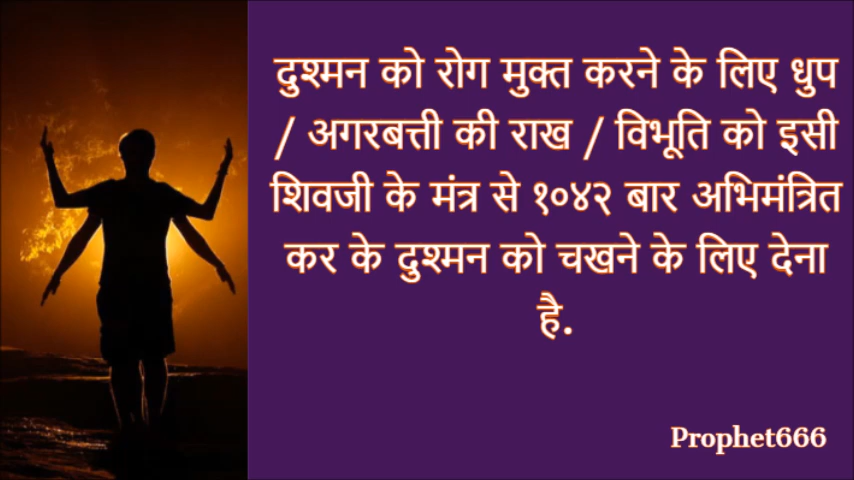 दुश्मन को रोग मुक्त करने के लिए धुप
/ अगरबत्ती की राख / विभूति को इसी
शिवजी के मंत्र से १०४२ बार अभिमंत्रित
कर के दुश्मन को चखने के लिए देना
है.
Prophet666